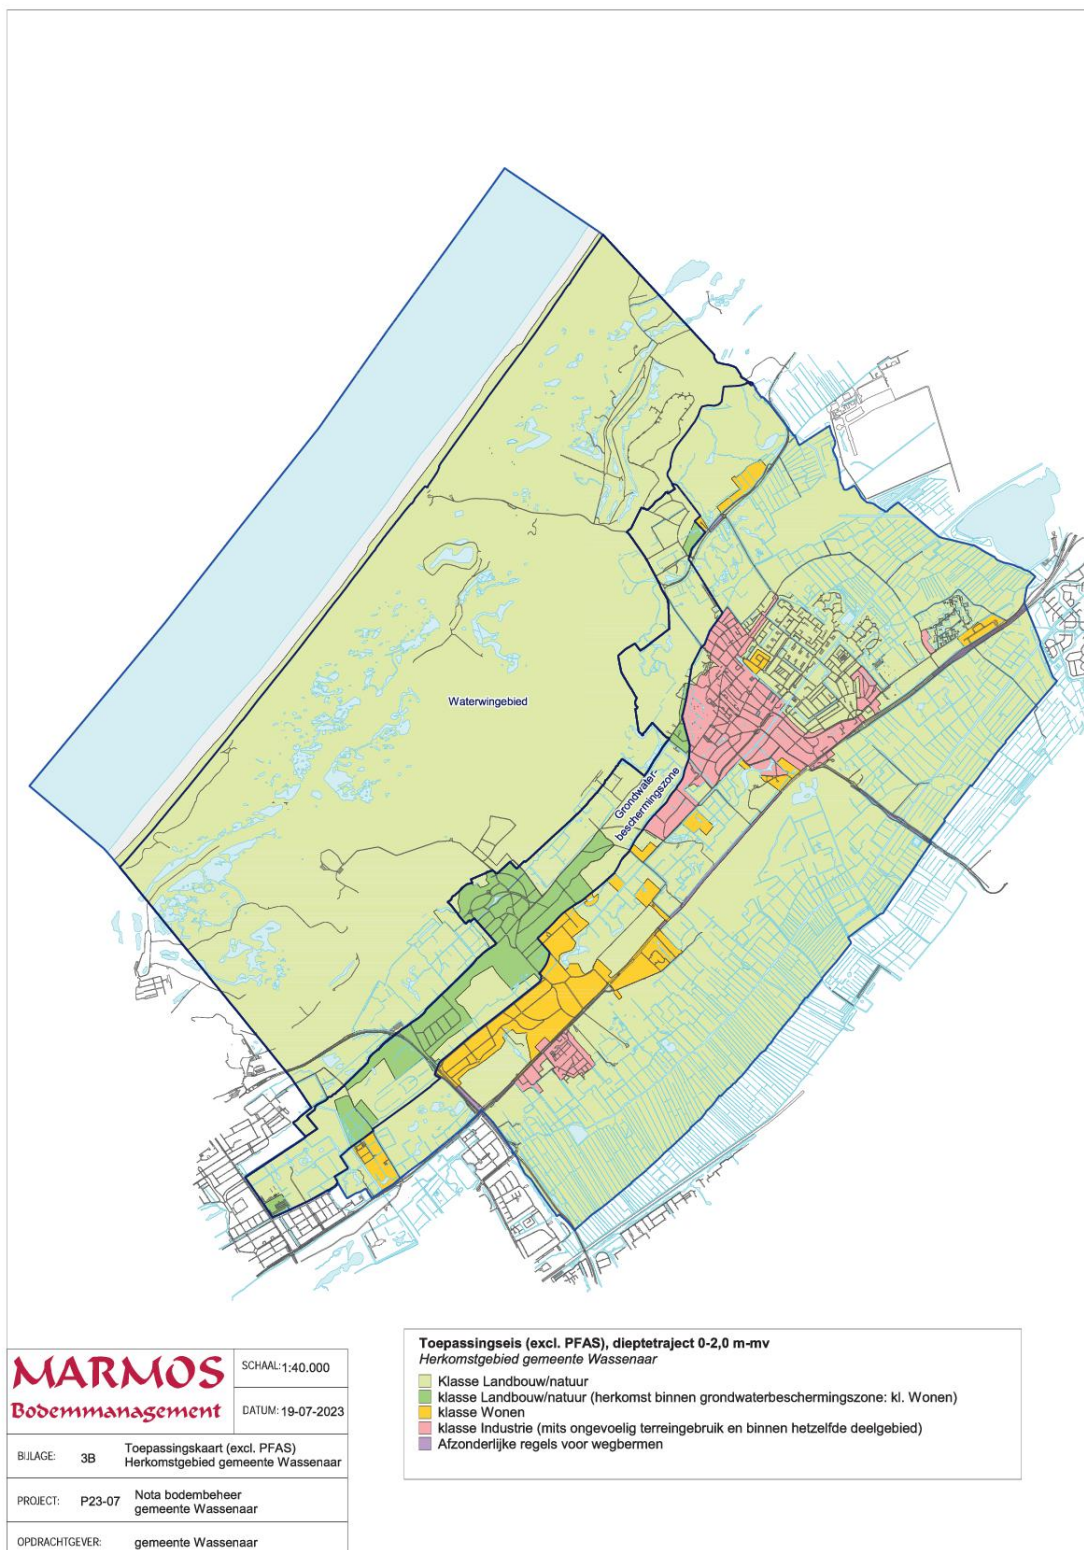 Waterwingebied
Grondwater-
beschermingszone
MARMOS
Bodemmanagement
SCHAAL: 1:40.000
DATUM: 19-07-2023
BIJLAGE: 3B Toepassingskaart (excl. PFAS)
Herkomstgebied gemeente Wassenaar
PROJECT: P23-07 Nota bodembeheer
gemeente Wassenaar
OPDRACHTGEVER: gemeente Wassenaar
Toepassingseis (excl. PFAS), dieptetraject 0-2,0 m-mv
Herkomstgebied gemeente Wassenaar
Klasse Landbouw/natuur
klasse Landbouw/natuur (herkomst binnen grondwaterbeschermingszone: kl. Wonen)
klasse Wonen
klasse Industrie (mits ongevoelig terreingebruik en binnen hetzelfde deelgebied)
Afzonderlijke regels voor wegbermen